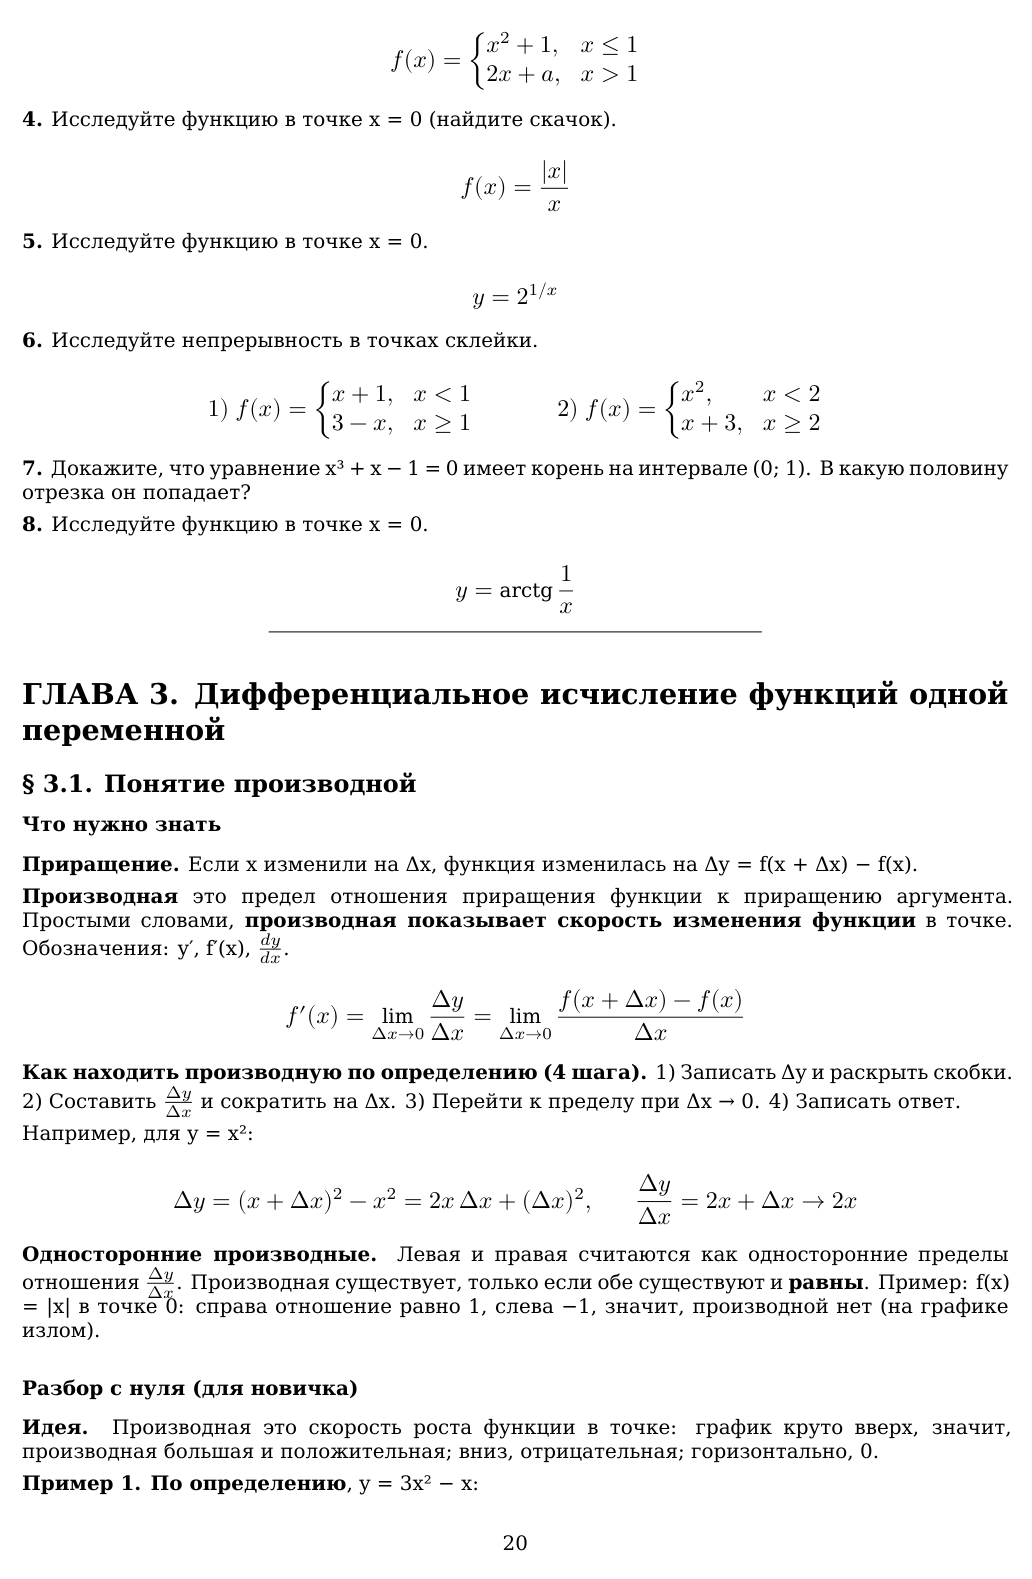 f(x) = { x² + 1, x ≤ 1
2x + a, x > 1
4. Исследуйте функцию в точке x = 0 (найдите скачок).
f(x) = |x| / x
5. Исследуйте функцию в точке x = 0.
y = 2^{1/x}
6. Исследуйте непрерывность в точках склейки.
1) f(x) = { x + 1, x < 1 2) f(x) = { x², x < 2
3 − x, x ≥ 1 x + 3, x ≥ 2
7. Докажите, что уравнение x³ + x − 1 = 0 имеет корень на интервале (0; 1). В какую половину
отрезка он попадает?
8. Исследуйте функцию в точке x = 0.
y = arctg 1/x
ГЛАВА 3. Дифференциальное исчисление функций одной
переменной
§ 3.1. Понятие производной
Что нужно знать
Приращение. Если x изменили на Δx, функция изменилась на Δy = f(x + Δx) − f(x).
Производная это предел отношения приращения функции к приращению аргумента.
Простыми словами, производная показывает скорость изменения функции в точке.
Обозначения: y′, f′(x), dy/dx.
f′(x) = lim_{Δx→0} Δy/Δx = lim_{Δx→0} (f(x + Δx) − f(x))/Δx
Как находить производную по определению (4 шага). 1) Записать Δy и раскрыть скобки.
2) Составить Δy/Δx и сократить на Δx. 3) Перейти к пределу при Δx → 0. 4) Записать ответ.
Например, для y = x²:
Δy = (x + Δx)² − x² = 2x Δx + (Δx)², Δy/Δx = 2x + Δx → 2x
Односторонние производные. Левая и правая считаются как односторонние пределы
отношения Δy/Δx. Производная существует, только если обе существуют и равны. Пример: f(x)
= |x| в точке 0: справа отношение равно 1, слева −1, значит, производной нет (на графике
излом).
Разбор с нуля (для новичка)
Идея. Производная это скорость роста функции в точке: график круто вверх, значит,
производная большая и положительная; вниз, отрицательная; горизонтально, 0.
Пример 1. По определению, y = 3x² − x:
20